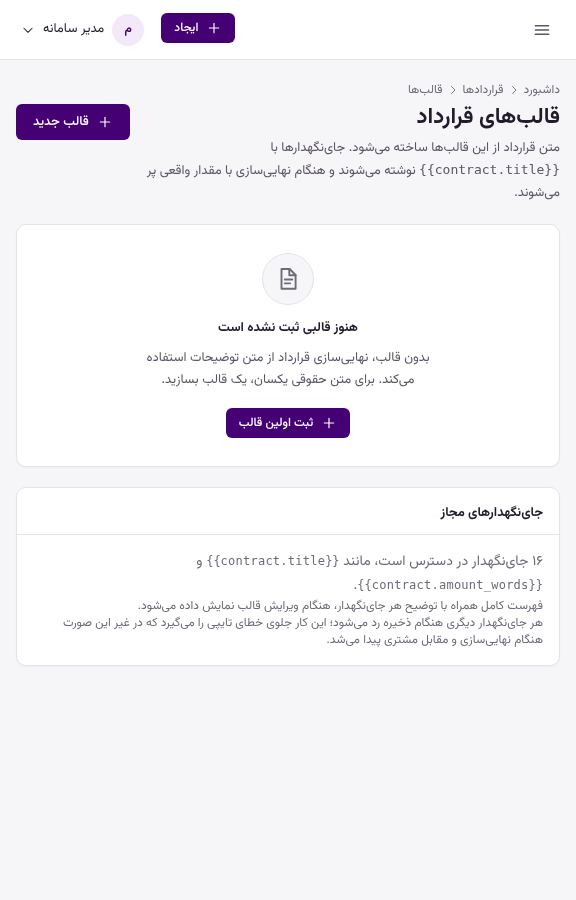 ایجاد
م
مدیر سامانه
داشبورد
قراردادها
قالب‌ها
قالب‌های قرارداد
قالب جدید
متن قرارداد از این قالب‌ها ساخته می‌شود. جای‌نگهدارها با
{{contract.title}} نوشته می‌شوند و هنگام نهایی‌سازی با مقدار واقعی پر
می‌شوند.
هنوز قالبی ثبت نشده است
بدون قالب، نهایی‌سازی قرارداد از متن توضیحات استفاده
می‌کند. برای متن حقوقی یکسان، یک قالب بسازید.
ثبت اولین قالب
جای‌نگهدارهای مجاز
۱۶ جای‌نگهدار در دسترس است، مانند {{contract.title}} و
{{contract.amount_words}}.
فهرست کامل همراه با توضیح هر جای‌نگهدار، هنگام ویرایش قالب نمایش داده می‌شود.
هر جای‌نگهدار دیگری هنگام ذخیره رد می‌شود؛ این کار جلوی خطای تایپی را می‌گیرد که در غیر این صورت
هنگام نهایی‌سازی و مقابل مشتری پیدا می‌شد.